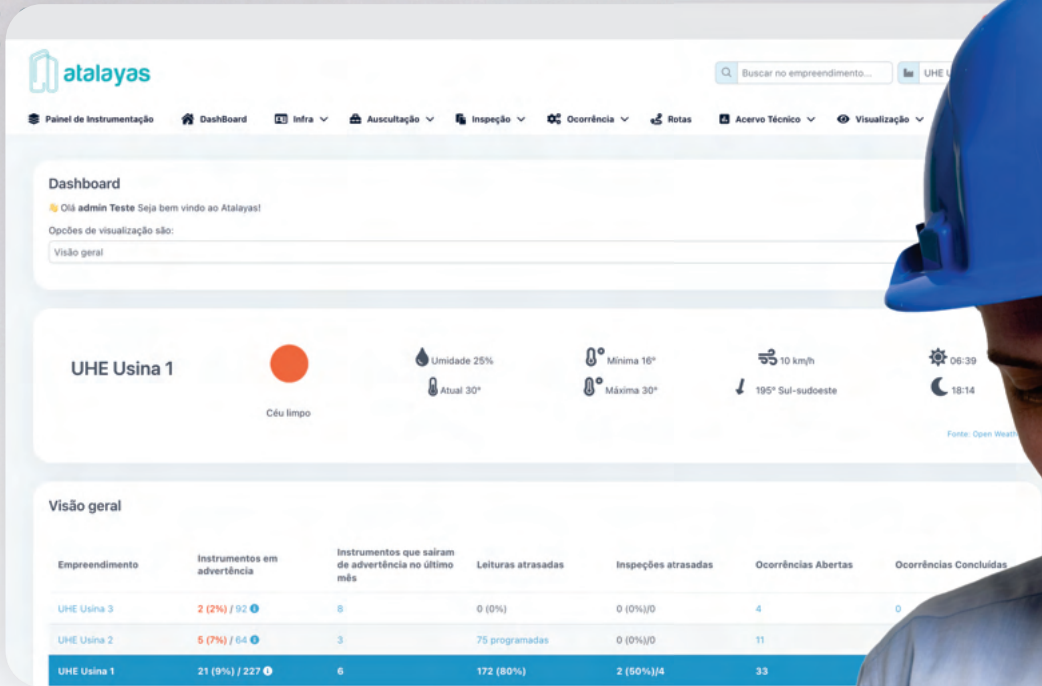 atalayas
Buscar no empreendimento...
UHE
Painel de Instrumentação DashBoard Infra Auscultação Inspeção Ocorrência Rotas Acervo Técnico Visualização
Dashboard
Olá admin Teste Seja bem vindo ao Atalayas!
Opcões de visualização são:
Visão geral
UHE Usina 1
Céu limpo
Umidade 25%
Atual 30°
Mínima 16°
Máxima 30°
10 km/h
195° Sul-sudoeste
06:39
18:14
Fonte: Open
Visão geral
Empreendimento Instrumentos em advertência Instrumentos que saíram de advertência no último mês Leituras atrasadas Inspeções atrasadas Ocorrências Abertas Ocorrências Concluídas
UHE Usina 3 2 (2%) / 92 8 0 (0%) 0 (0%)/0 4 0
UHE Usina 2 5 (7%) / 64 3 75 programadas 0 (0%)/0 11
UHE Usina 1 21 (9%) / 227 6 172 (80%) 2 (50%)/4 33